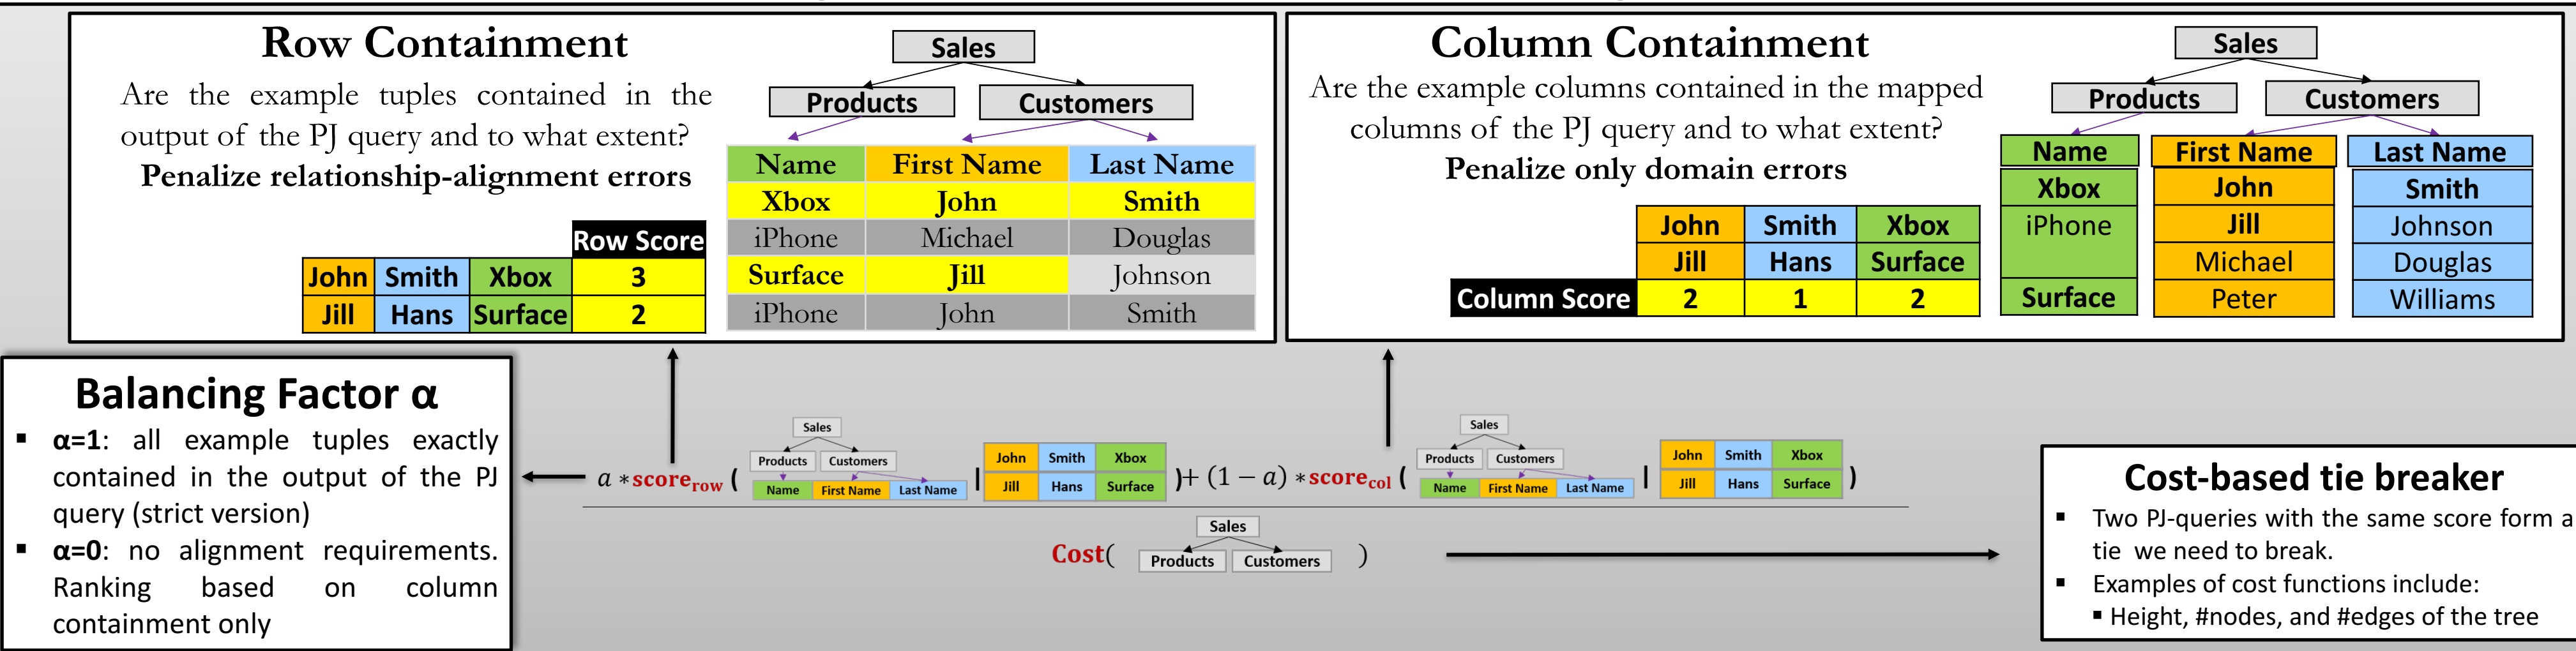 Row Containment
Are the example tuples contained in the
output of the PJ query and to what extent?
Penalize relationship-alignment errors
Row Score
John Smith Xbox 3
Jill Hans Surface 2
Sales
Products Customers
Name First Name Last Name
Xbox John Smith
iPhone Michael Douglas
Surface Jill Johnson
iPhone John Smith
Column Containment
Are the example columns contained in the mapped
columns of the PJ query and to what extent?
Penalize only domain errors
John Smith Xbox
Jill Hans Surface
Column Score 2 1 2
Sales
Products Customers
Name First Name Last Name
Xbox John Smith
iPhone Jill Johnson
Michael Douglas
Surface Peter Williams
Balancing Factor α
▪ α=1: all example tuples exactly
contained in the output of the PJ
query (strict version)
▪ α=0: no alignment requirements.
Ranking based on column
containment only
a *score_row (
Sales
Products Customers
Name First Name Last Name
|
John Smith Xbox
Jill Hans Surface
)+ (1 − a) *score_col (
Sales
Products Customers
Name First Name Last Name
|
John Smith Xbox
Jill Hans Surface
)
Cost(
Sales
Products Customers
)
Cost-based tie breaker
▪ Two PJ-queries with the same score form a
tie we need to break.
▪ Examples of cost functions include:
▪ Height, #nodes, and #edges of the tree